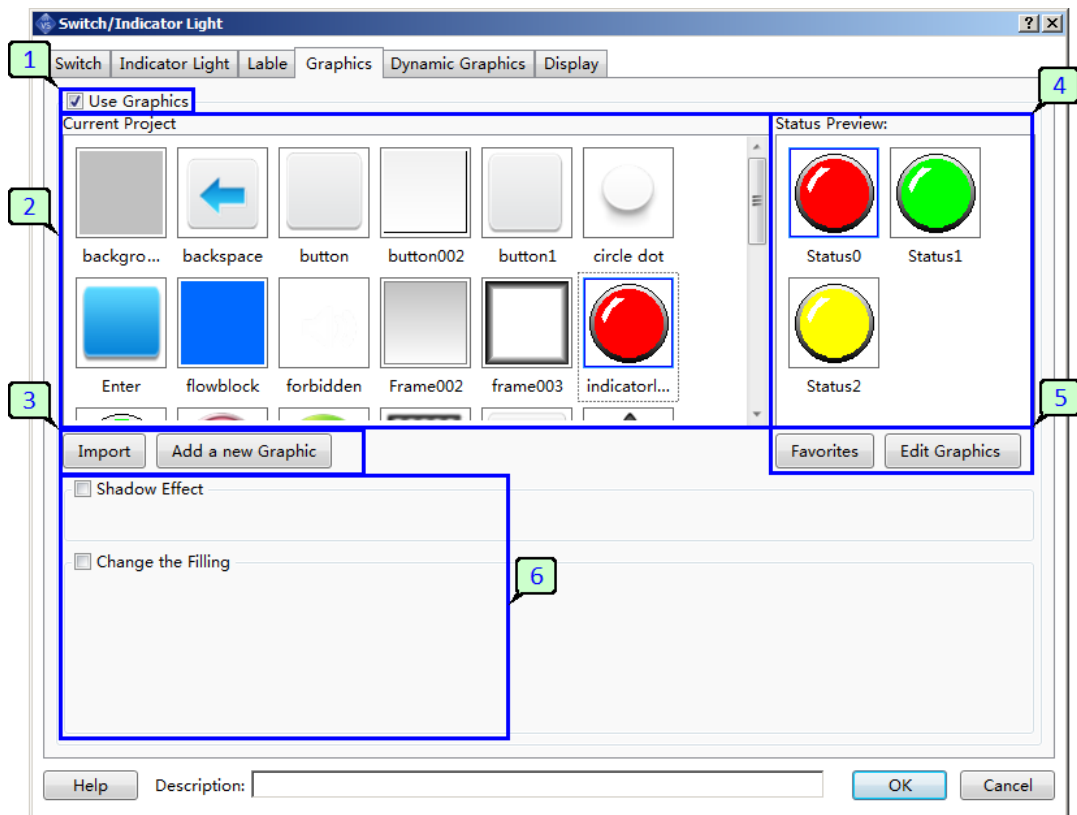 Switch/Indicator Light
1
Switch Indicator Light Lable Graphics Dynamic Graphics Display
4
Use Graphics
Current Project
Status Preview:
2
backgro... backspace button button002 button1 circle dot
Status0 Status1
Enter flowblock forbidden Frame002 frame003 indicatorl...
Status2
3
5
Import Add a new Graphic
Favorites Edit Graphics
Shadow Effect
Change the Filling
6
Help Description: OK Cancel